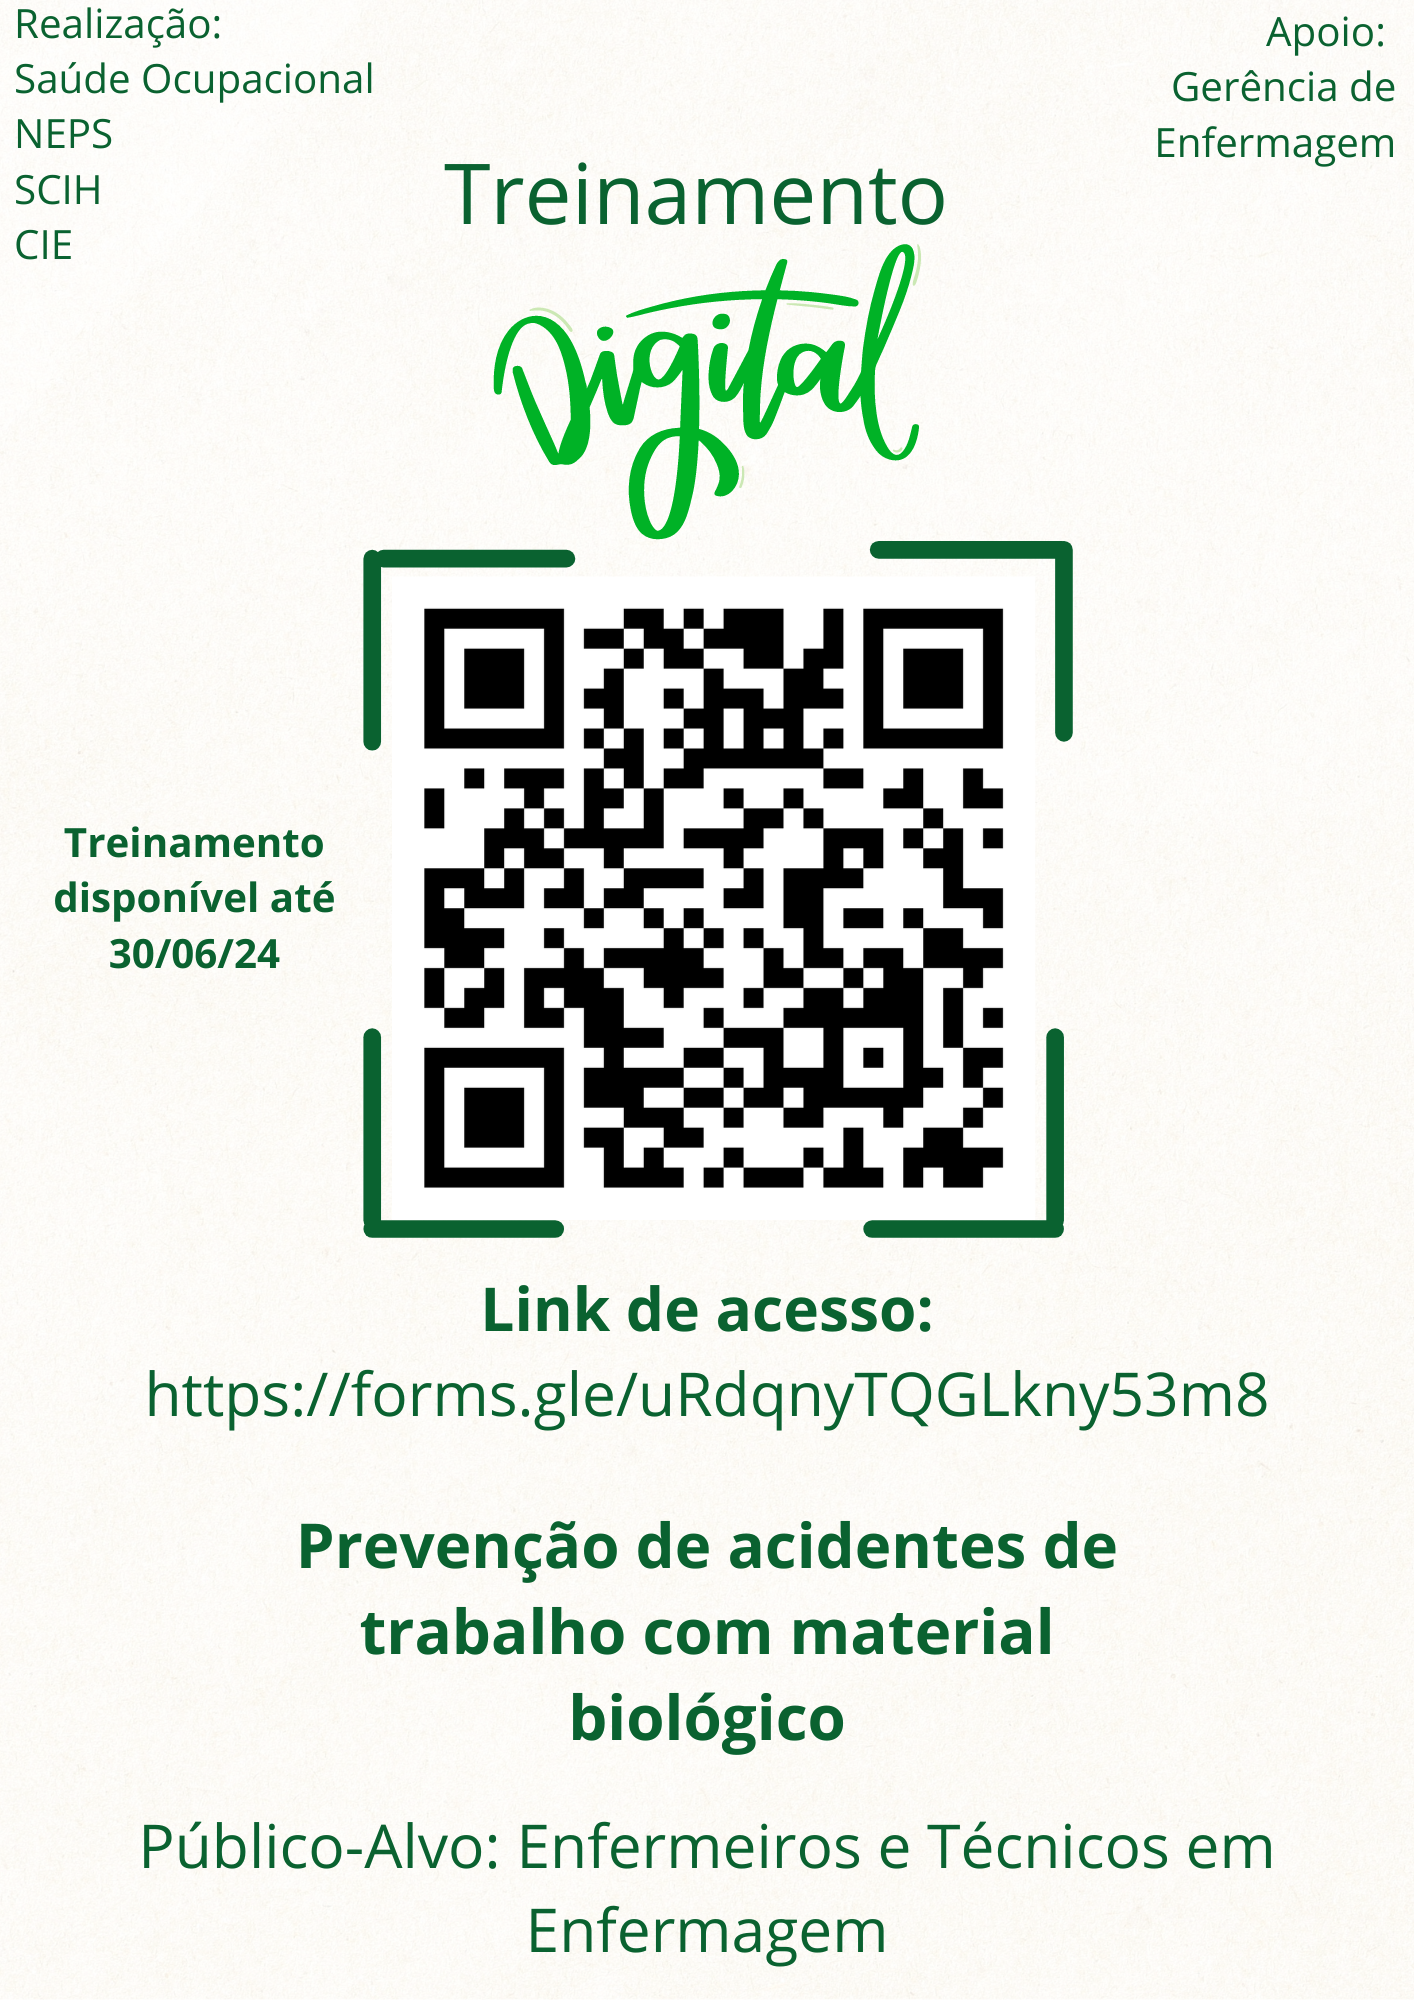 Realização:
Saúde Ocupacional
NEPS
SCIH
CIE
Apoio:
Gerência de
Enfermagem
Treinamento
Digital
Treinamento
disponível até
30/06/24
Link de acesso:
https://forms.gle/uRdqnyTQGLkny53m8
Prevenção de acidentes de
trabalho com material
biológico
Público-Alvo: Enfermeiros e Técnicos em
Enfermagem